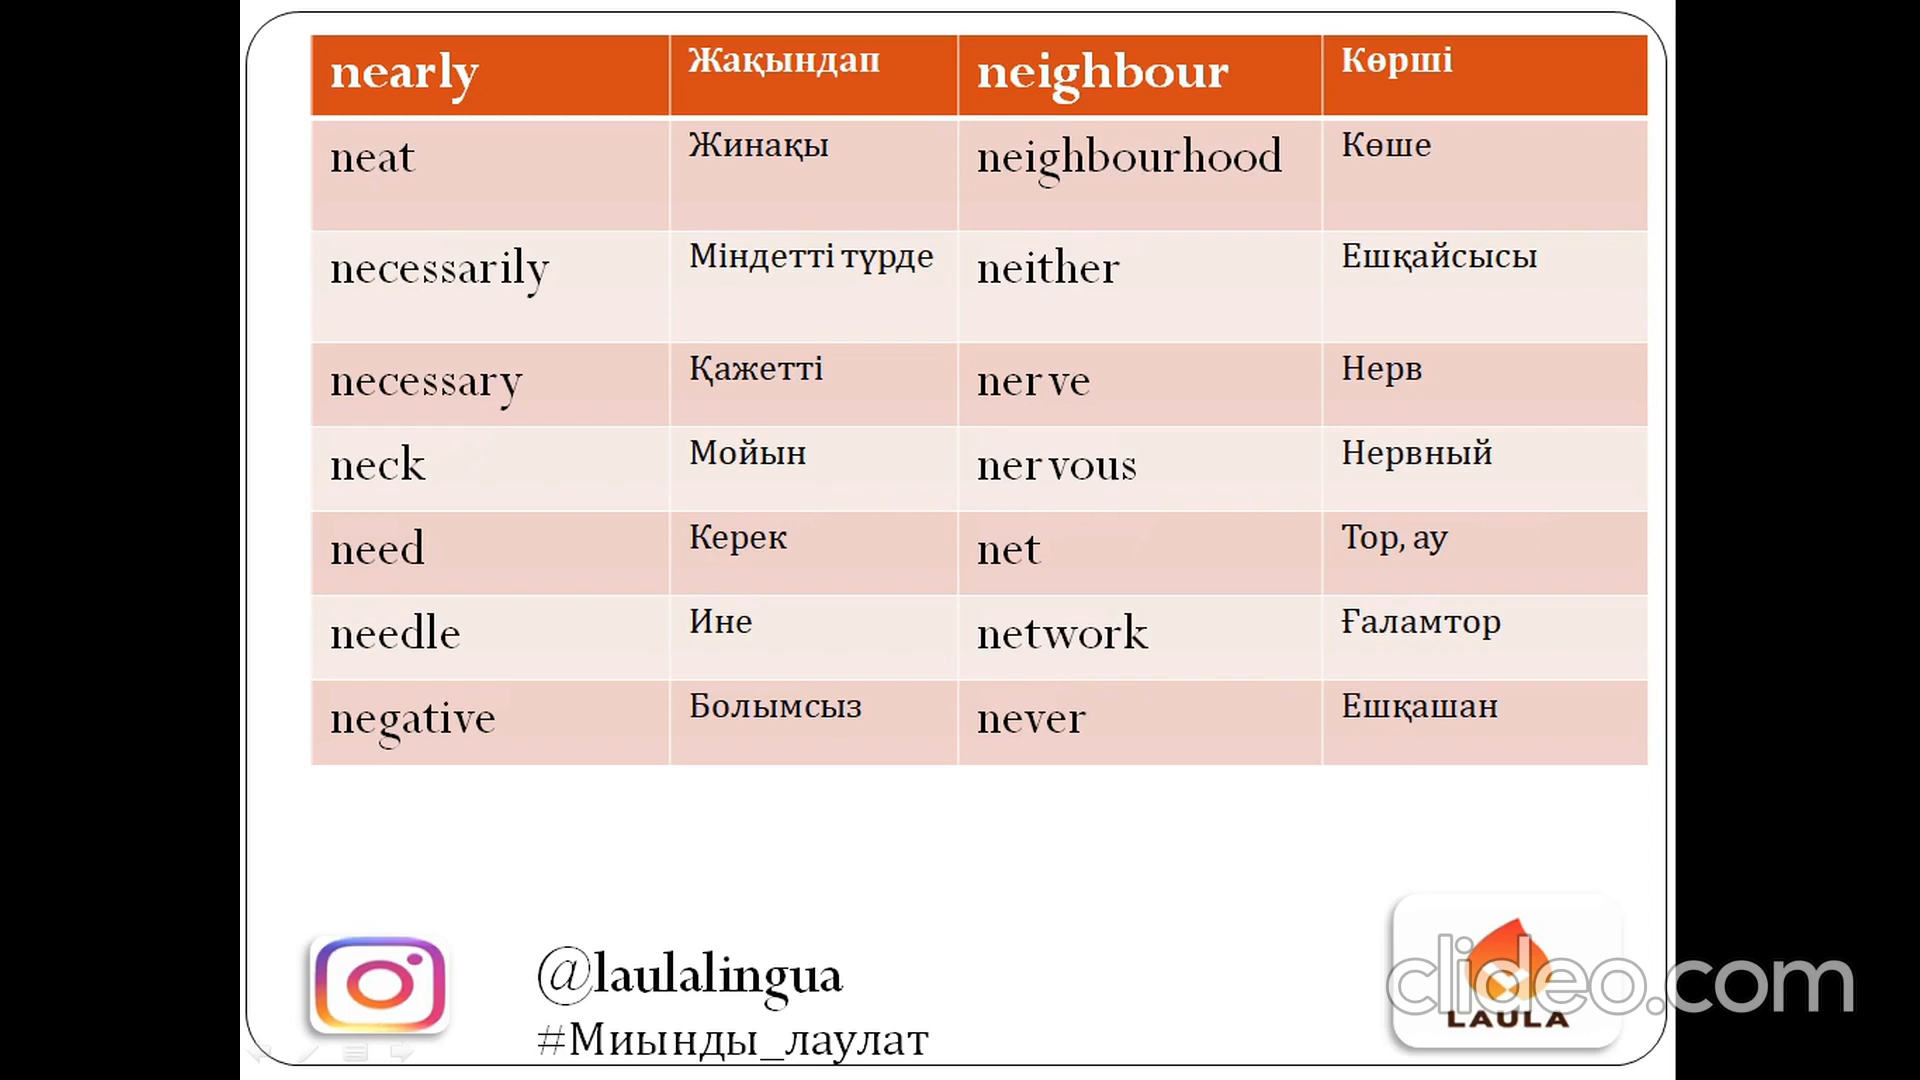 nearly Жақындап neighbour Көрші
neat Жинақы neighbourhood Көше
necessarily Міндетті түрде neither Ешқайсысы
necessary Қажетті nerve Нерв
neck Мойын nervous Нервный
need Керек net Тор, ау
needle Ине network Ғаламтор
negative Болымсыз never Ешқашан
@laulalingua
#Миынды_лаулат
clideo.com
LAULA